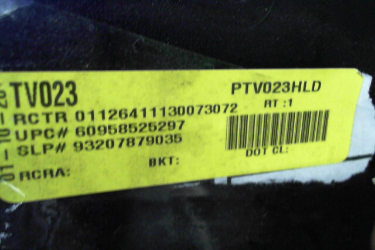 TV023 PTV023HLD
RCTR 01126411130073072 RT :1
UPC# 60958525297
SLP# 93207879035
DOT CL:
BKT:
RCRA: